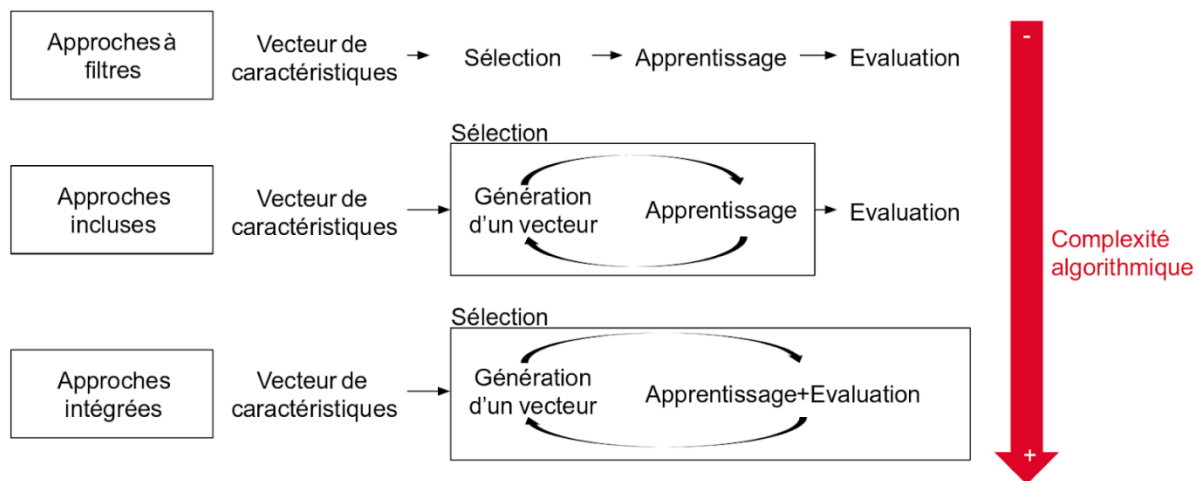 Approches à
filtres
Vecteur de
caractéristiques
Sélection
Apprentissage
Evaluation
-
Sélection
Approches
incluses
Vecteur de
caractéristiques
Génération
d'un vecteur
Apprentissage
Evaluation
Complexité
algorithmique
Sélection
Approches
intégrées
Vecteur de
caractéristiques
Génération
d'un vecteur
Apprentissage+Evaluation
+